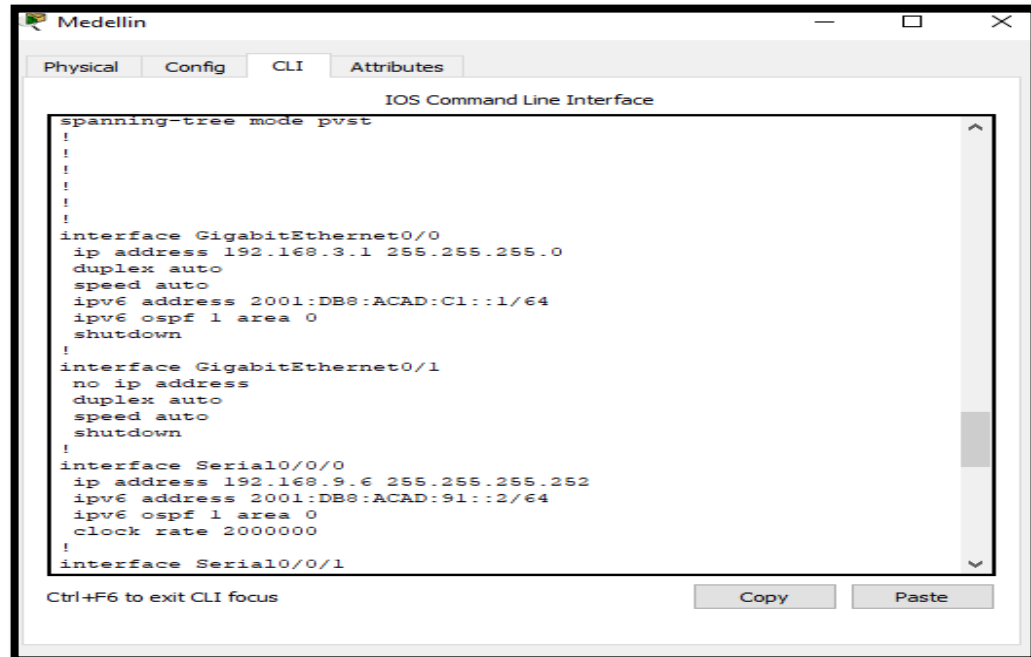 Medellin
Physical Config CLI Attributes
IOS Command Line Interface
spanning-tree mode pvst
!
!
!
!
!
!
interface GigabitEthernet0/0
ip address 192.168.3.1 255.255.255.0
duplex auto
speed auto
ipv6 address 2001:DB8:ACAD:C1::1/64
ipv6 ospf 1 area 0
shutdown
!
interface GigabitEthernet0/1
no ip address
duplex auto
speed auto
shutdown
!
interface Serial0/0/0
ip address 192.168.9.6 255.255.255.252
ipv6 address 2001:DB8:ACAD:91::2/64
ipv6 ospf 1 area 0
clock rate 2000000
!
interface Serial0/0/1
Ctrl+F6 to exit CLI focus
Copy Paste